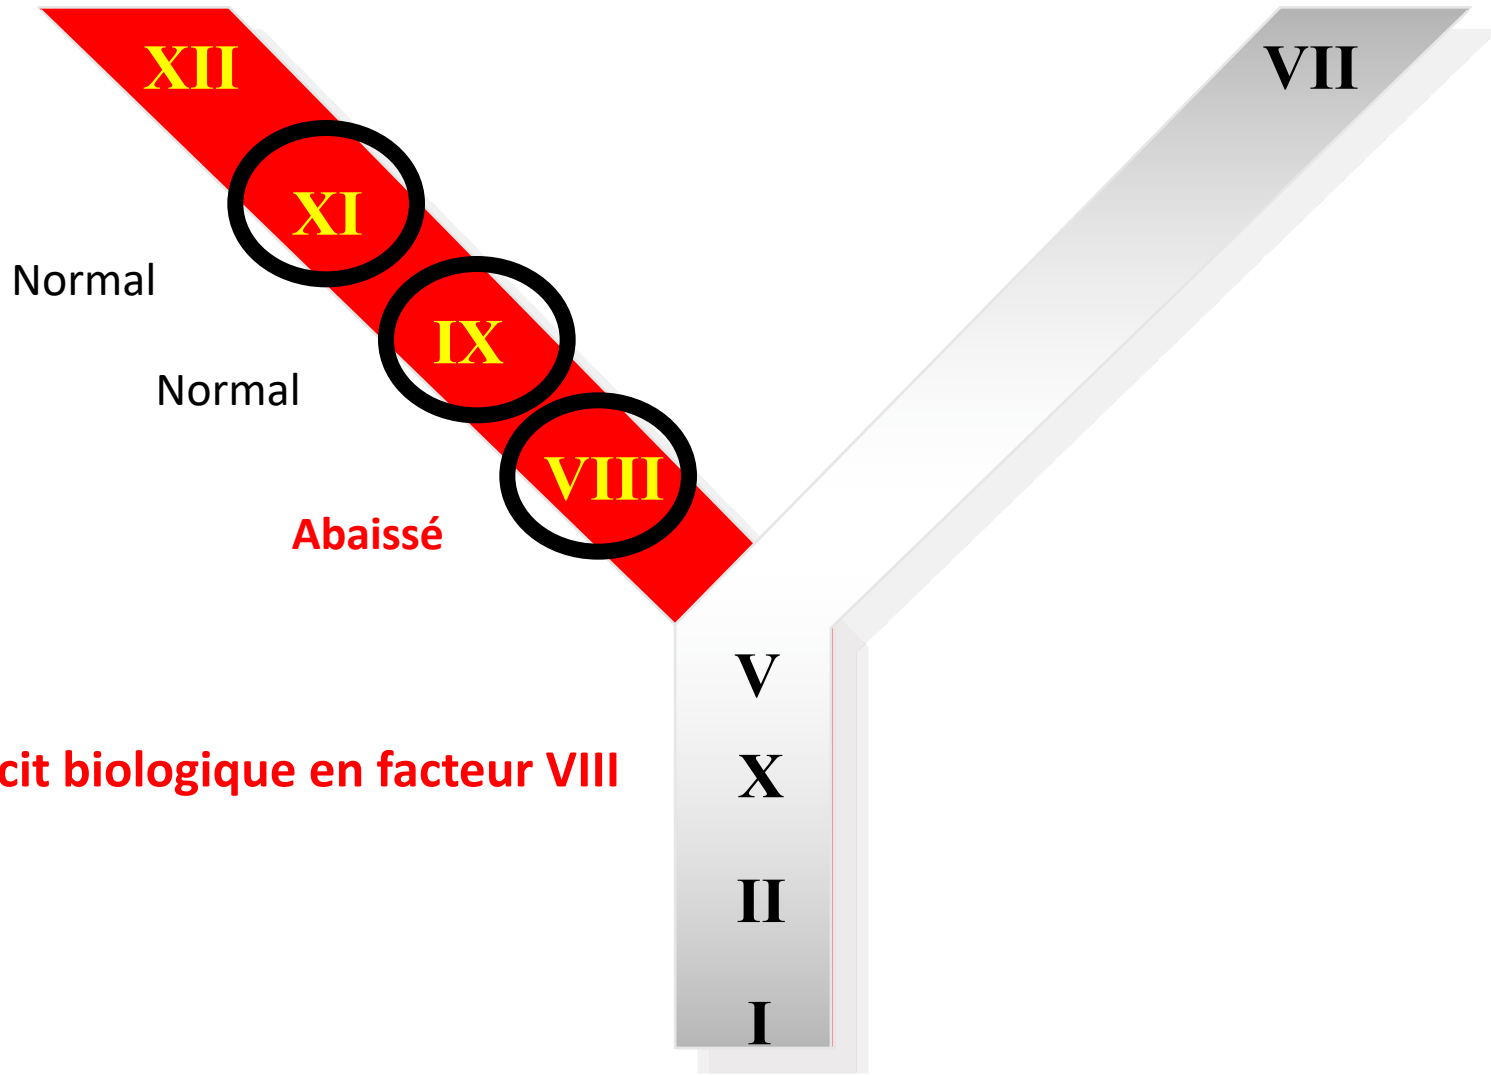 XII
VII
XI
Normal
IX
Normal
VIII
Abaissé
V
cit biologique en facteur VIII
X
II
I